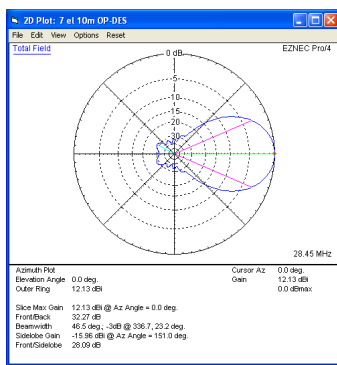 2D Plot: 7 el 10m OP-DES
File Edit View Options Reset
Total Field
EZNEC Pro/4
0 dB
-5
-10
-15
-20
-30
28.45 MHz
Azimuth Plot
Elevation Angle 0.0 deg.
Outer Ring 12.13 dBi
Cursor Az 0.0 deg.
Gain 12.13 dBi
0.0 dBmax
Slice Max Gain 12.13 dBi @ Az Angle = 0.0 deg.
Front/Back 32.27 dB
Beamwidth 46.5 deg.; -3dB @ 336.7, 23.2 deg.
Sidelobe Gain -15.96 dBi @ Az Angle = 151.0 deg.
Front/Sidelobe 28.09 dB